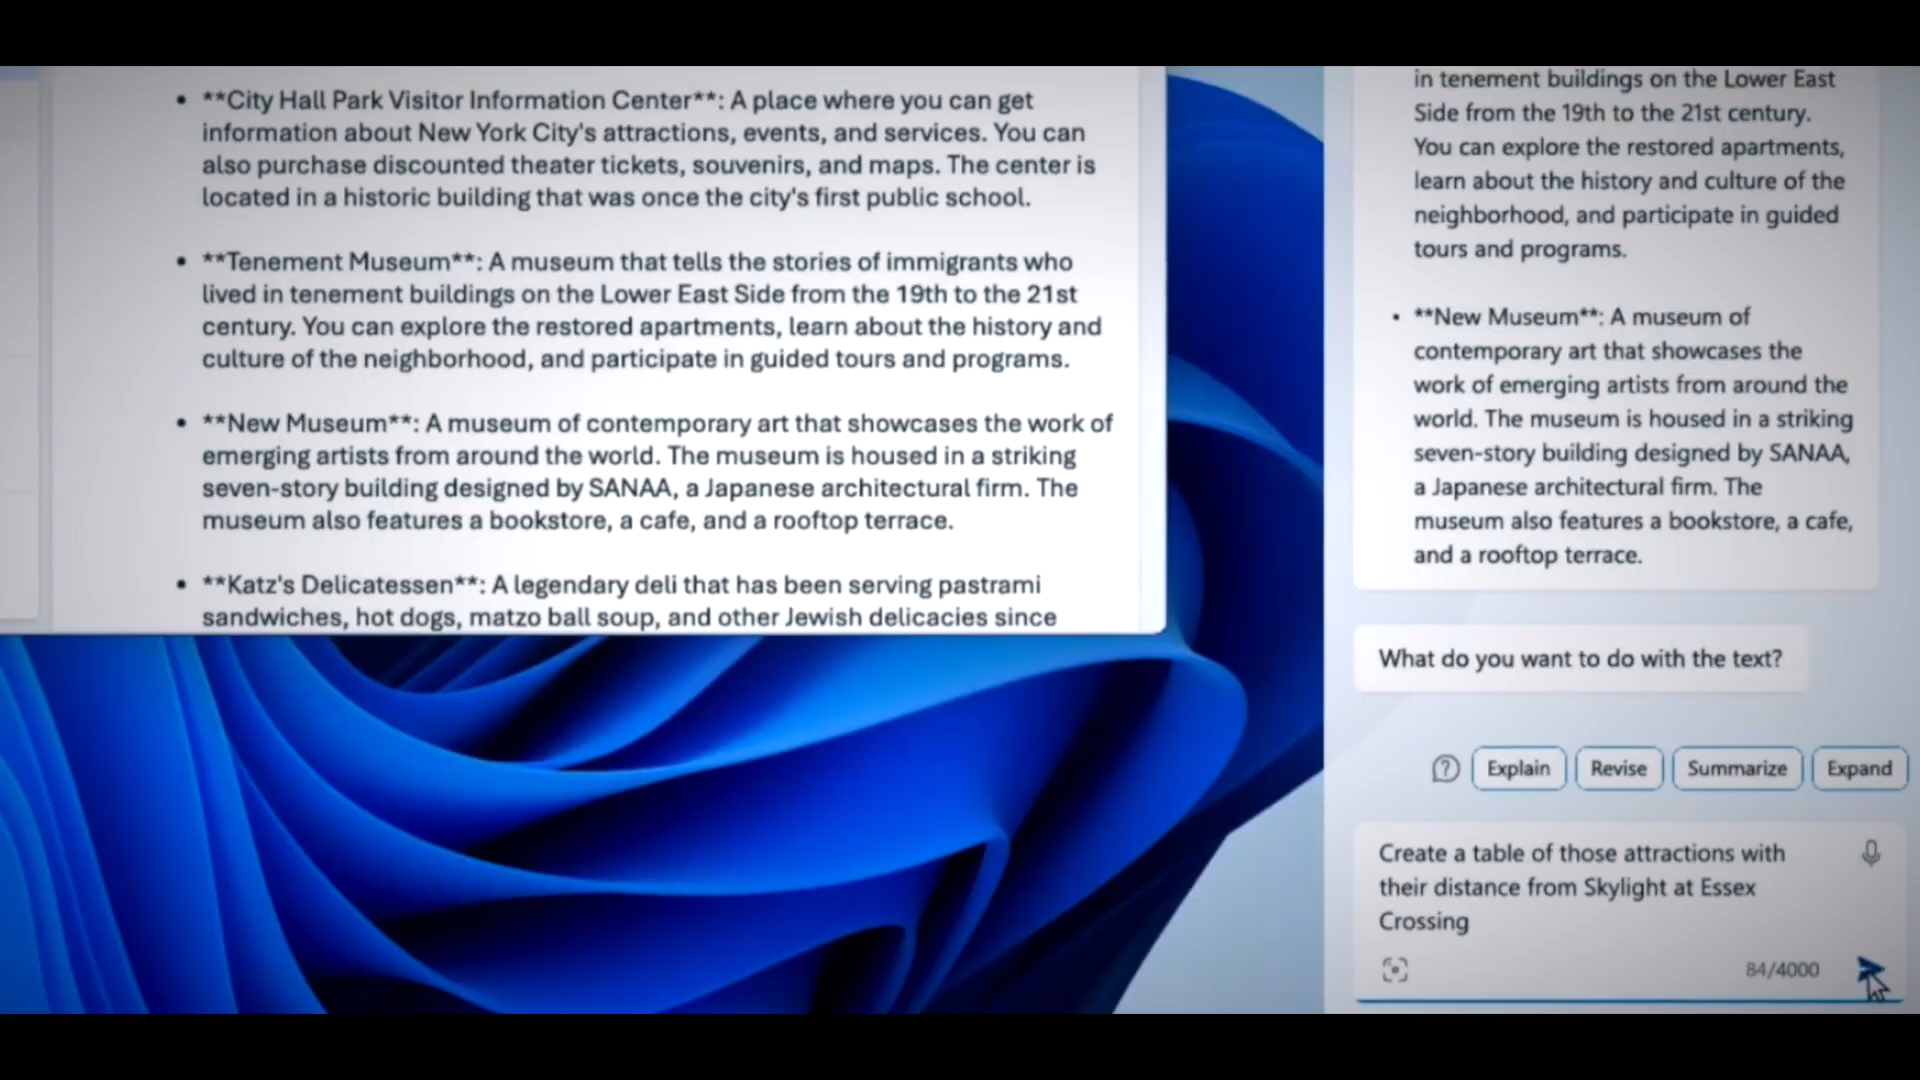 • **City Hall Park Visitor Information Center**: A place where you can get
information about New York City's attractions, events, and services. You can
also purchase discounted theater tickets, souvenirs, and maps. The center is
located in a historic building that was once the city's first public school.
• **Tenement Museum**: A museum that tells the stories of immigrants who
lived in tenement buildings on the Lower East Side from the 19th to the 21st
century. You can explore the restored apartments, learn about the history and
culture of the neighborhood, and participate in guided tours and programs.
• **New Museum**: A museum of contemporary art that showcases the work of
emerging artists from around the world. The museum is housed in a striking
seven-story building designed by SANAA, a Japanese architectural firm. The
museum also features a bookstore, a cafe, and a rooftop terrace.
• **Katz's Delicatessen**: A legendary deli that has been serving pastrami
sandwiches, hot dogs, matzo ball soup, and other Jewish delicacies since
in tenement buildings on the Lower East
Side from the 19th to the 21st century.
You can explore the restored apartments,
learn about the history and culture of the
neighborhood, and participate in guided
tours and programs.
• **New Museum**: A museum of
contemporary art that showcases the
work of emerging artists from around the
world. The museum is housed in a striking
seven-story building designed by SANAA,
a Japanese architectural firm. The
museum also features a bookstore, a cafe,
and a rooftop terrace.
What do you want to do with the text?
Explain Revise Summarize Expand
Create a table of those attractions with
their distance from Skylight at Essex
Crossing
84/4000